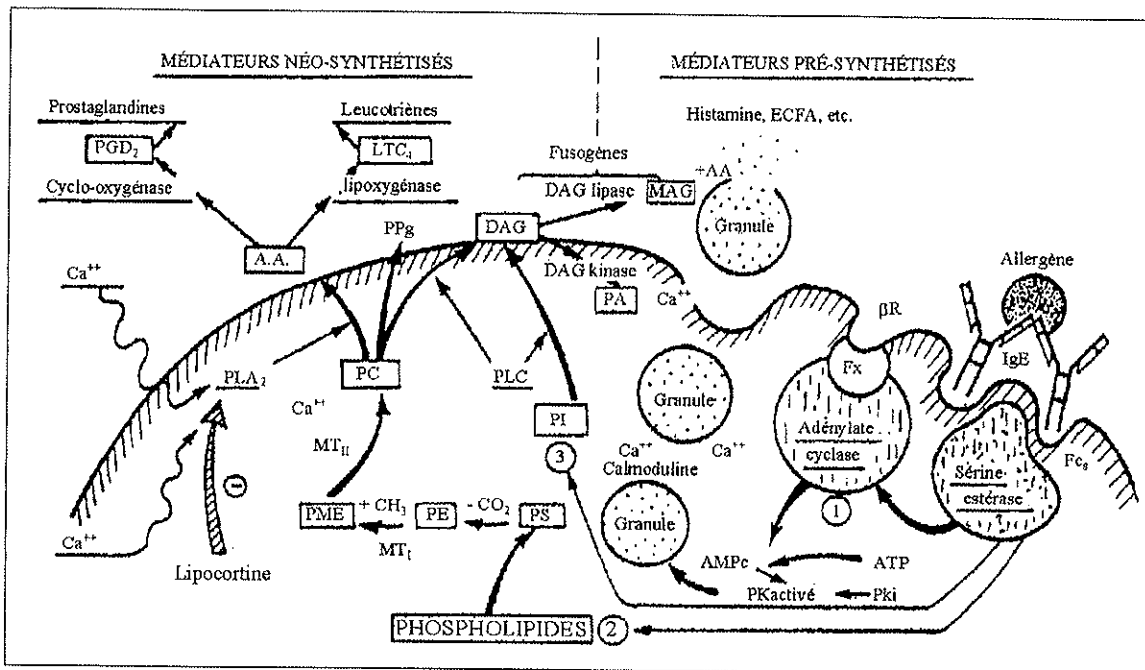 MÉDIATEURS NÉO-SYNTHÉTISÉS
MÉDIATEURS PRÉ-SYNTHÉTISÉS
Prostaglandines
Leucotriènes
Histamine, ECFA, etc.
PGD2
LTC4
Fusogènes
+AA
Cyclo-oxygénase
lipoxygénase
DAG lipase
MAG
PPg
DAG
Granule
A.A.
Ca++
DAG kinase
PA
Ca++
Allergène
βR
IgE
Fx
PLA2
PC
PLC
Granule
Ca++
PI
Adénylate
cyclase
MTII
3
Ca++
Ca++
Calmoduline
Fcε
Sérine
estérase
?
PME
+ CH3
PE
- CO2
PS
Granule
1
Ca++
MTI
Lipocortine
AMPc
ATP
PKactivé
Pki
PHOSPHOLIPIDES
2